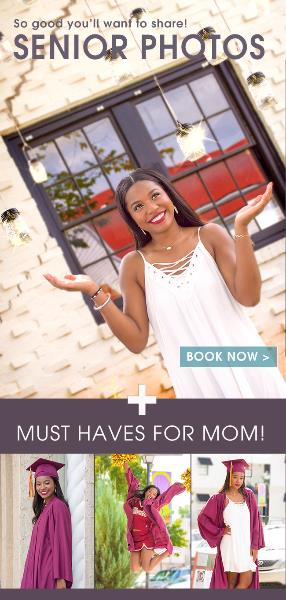 So good you'll want to share!
SENIOR PHOTOS
BOOK NOW >
+
MUST HAVES FOR MOM!